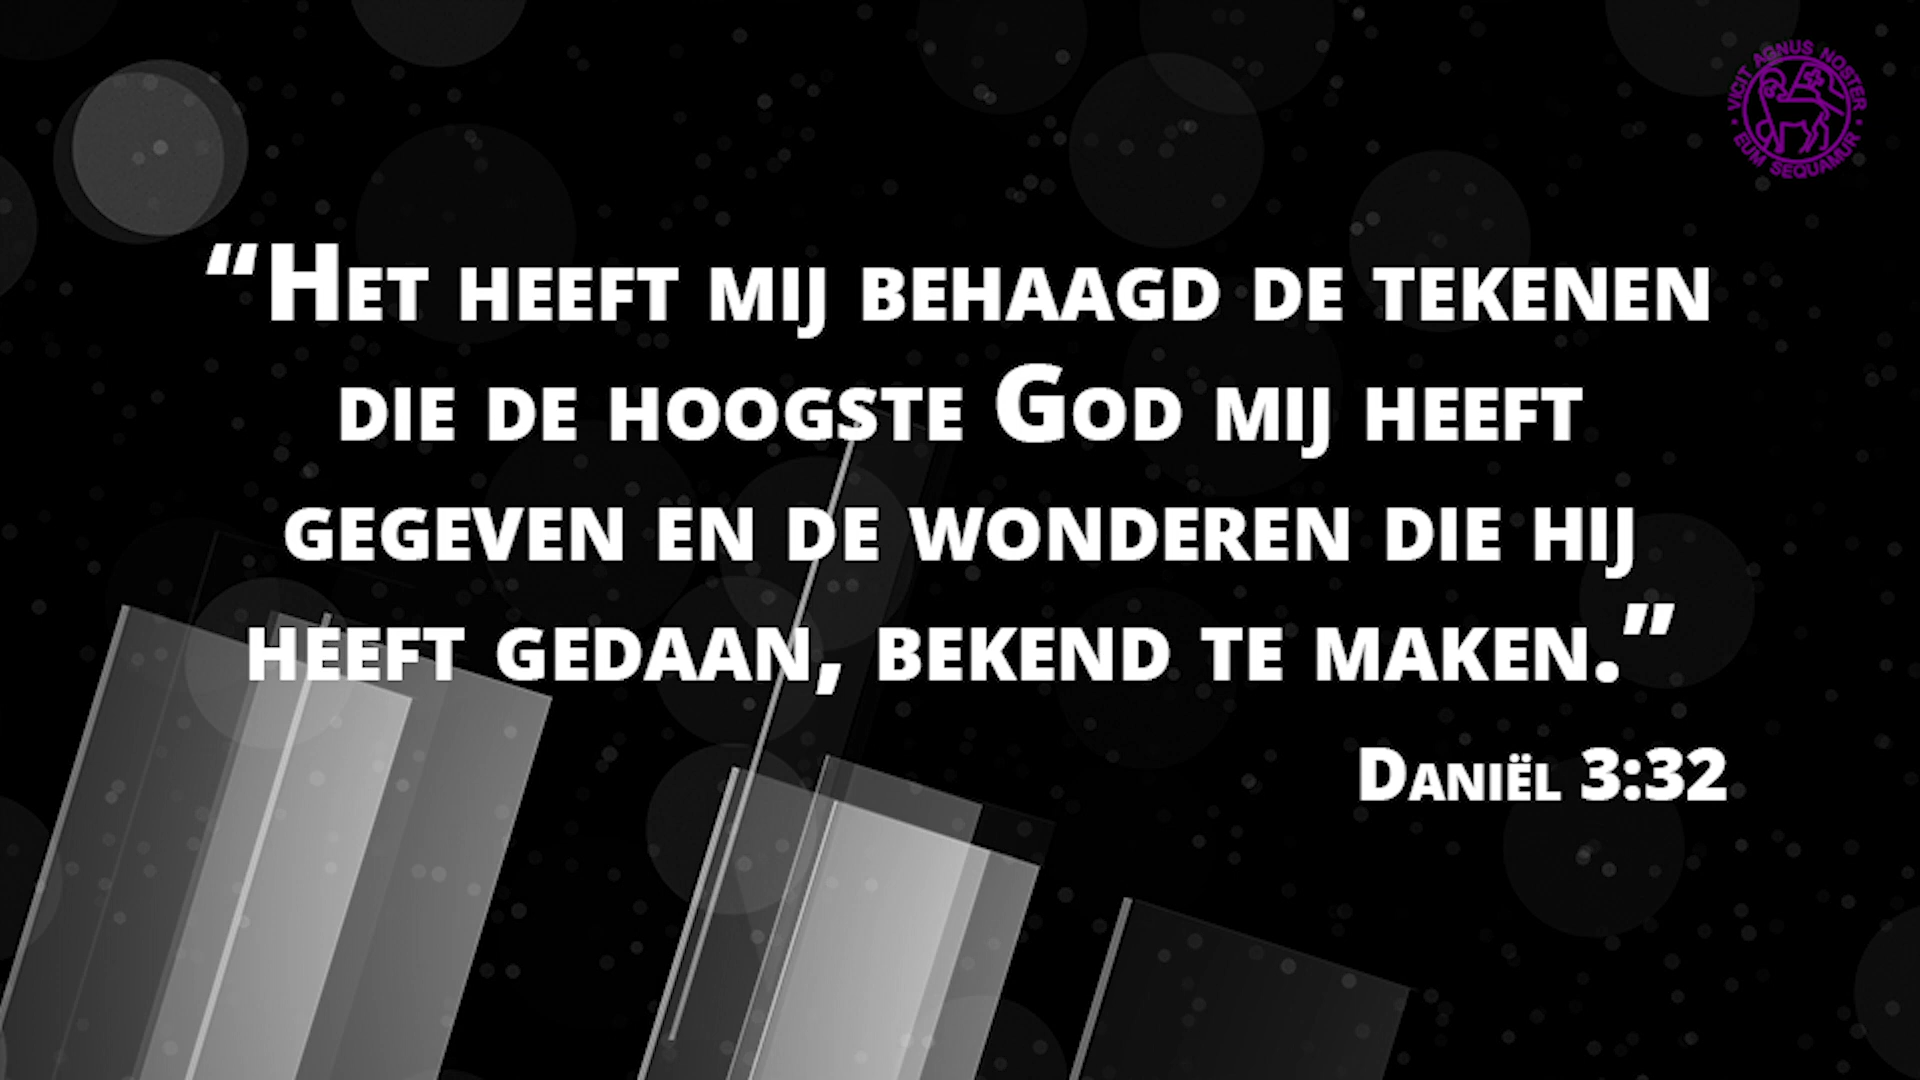 VICIT AGNUS NOSTER
EUM SEQUAMUR
“Het heeft mij behaagd de tekenen
die de hoogste God mij heeft
gegeven en de wonderen die hij
heeft gedaan, bekend te maken.”
Daniël 3:32